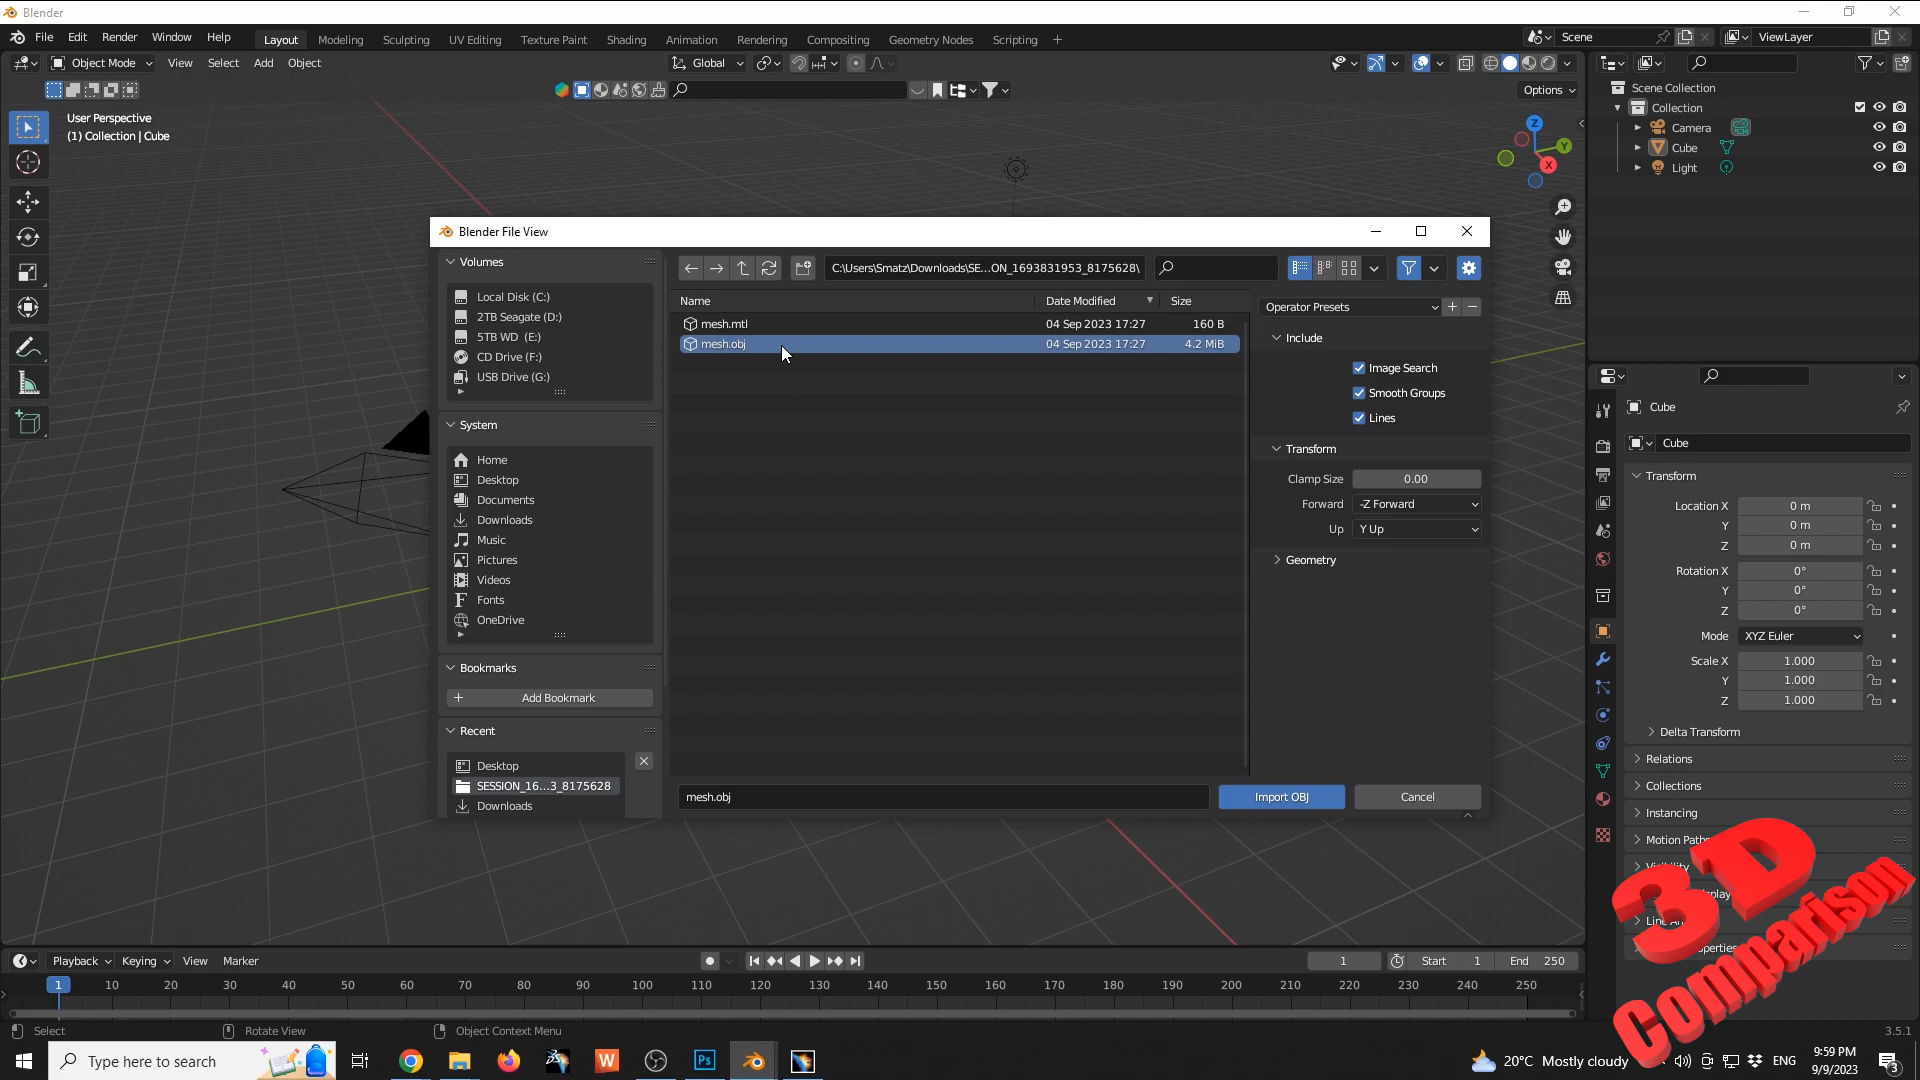 Blender
File Edit Render Window Help
Layout Modeling Sculpting UV Editing Texture Paint Shading Animation Rendering Compositing Geometry Nodes Scripting +
Scene
ViewLayer
Object Mode View Select Add Object
Global
Options
User Perspective
(1) Collection | Cube
Z
Y
X
Scene Collection
Collection
Camera
Cube
Light
Blender File View
Volumes
Local Disk (C:)
2TB Seagate (D:)
5TB WD (E:)
CD Drive (F:)
USB Drive (G:)
System
Home
Desktop
Documents
Downloads
Music
Pictures
Videos
Fonts
OneDrive
Bookmarks
+ Add Bookmark
Recent
Desktop
SESSION_16...3_8175628
Downloads
C:\Users\Smatz\Downloads\SE...ON_1693831953_8175628\
Name Date Modified Size
mesh.mtl 04 Sep 2023 17:27 160 B
mesh.obj 04 Sep 2023 17:27 4.2 MiB
Operator Presets + −
Include
Image Search
Smooth Groups
Lines
Transform
Clamp Size 0.00
Forward -Z Forward
Up Y Up
Geometry
mesh.obj
Import OBJ Cancel
Cube
Cube
Transform
Location X 0 m
Y 0 m
Z 0 m
Rotation X 0°
Y 0°
Z 0°
Mode XYZ Euler
Scale X 1.000
Y 1.000
Z 1.000
Delta Transform
Relations
Collections
Instancing
3D
Comparison
Playback Keying View Marker
1
Start 1 End 250
1 10 20 30 40 50 60 70 80 90 100 110 120 130 140 150 160 170 180 190 200 210 220 230 240 250
Select Rotate View Object Context Menu
3.5.1
Type here to search
Ps
20°C Mostly cloudy
ENG
9:59 PM
9/9/2023
3